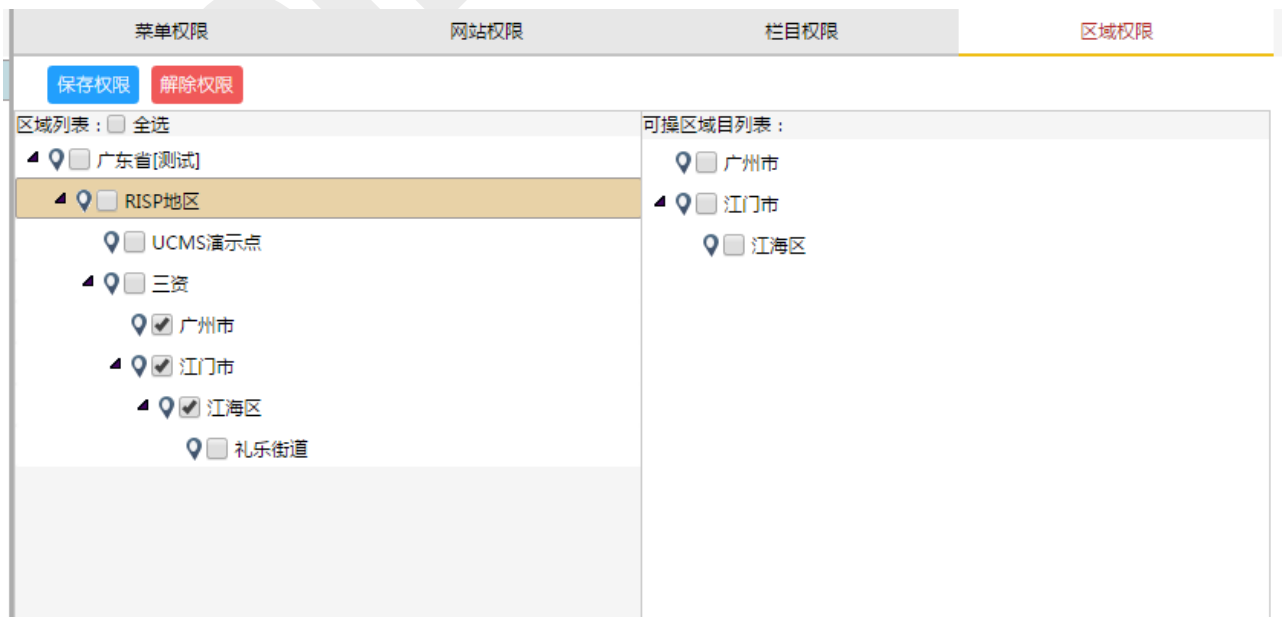 菜单权限 网站权限 栏目权限 区域权限
保存权限 解除权限
区域列表：全选
广东省[测试]
RISP地区
UCMS演示点
三资
广州市
江门市
江海区
礼乐街道
可操区域目列表：
广州市
江门市
江海区